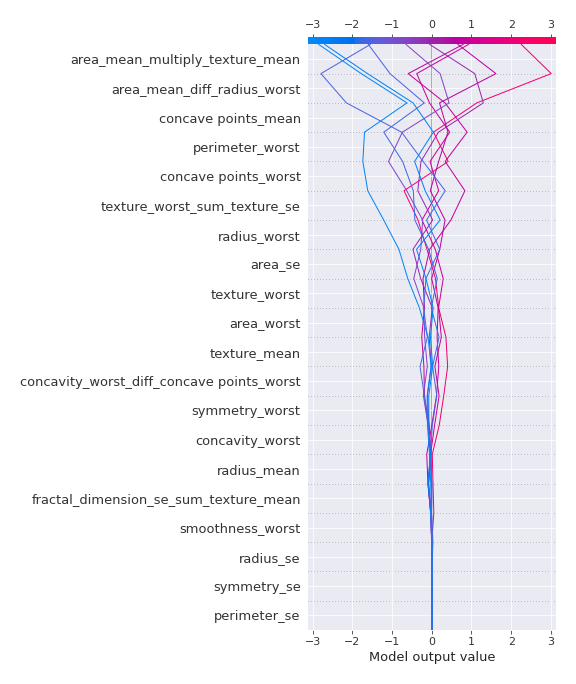 −3 −2 −1 0 1 2 3
area_mean_multiply_texture_mean
area_mean_diff_radius_worst
concave points_mean
perimeter_worst
concave points_worst
texture_worst_sum_texture_se
radius_worst
area_se
texture_worst
area_worst
texture_mean
concavity_worst_diff_concave points_worst
symmetry_worst
concavity_worst
radius_mean
fractal_dimension_se_sum_texture_mean
smoothness_worst
radius_se
symmetry_se
perimeter_se
−3 −2 −1 0 1 2 3
Model output value